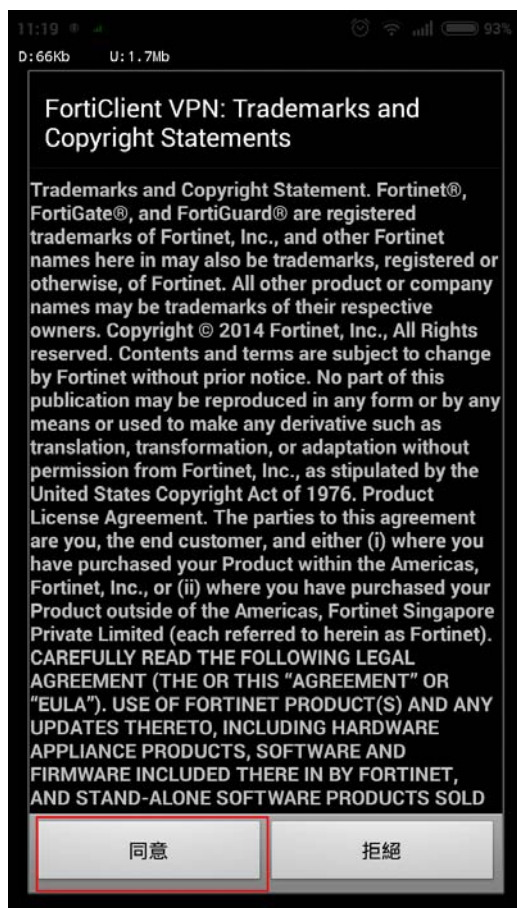 11:19 93%
D:66Kb U:1.7Mb
FortiClient VPN: Trademarks and
Copyright Statements
Trademarks and Copyright Statement. Fortinet®,
FortiGate®, and FortiGuard® are registered
trademarks of Fortinet, Inc., and other Fortinet
names here in may also be trademarks, registered or
otherwise, of Fortinet. All other product or company
names may be trademarks of their respective
owners. Copyright © 2014 Fortinet, Inc., All Rights
reserved. Contents and terms are subject to change
by Fortinet without prior notice. No part of this
publication may be reproduced in any form or by any
means or used to make any derivative such as
translation, transformation, or adaptation without
permission from Fortinet, Inc., as stipulated by the
United States Copyright Act of 1976. Product
License Agreement. The parties to this agreement
are you, the end customer, and either (i) where you
have purchased your Product within the Americas,
Fortinet, Inc., or (ii) where you have purchased your
Product outside of the Americas, Fortinet Singapore
Private Limited (each referred to herein as Fortinet).
CAREFULLY READ THE FOLLOWING LEGAL
AGREEMENT (THE OR THIS “AGREEMENT” OR
“EULA”). USE OF FORTINET PRODUCT(S) AND ANY
UPDATES THERETO, INCLUDING HARDWARE
APPLIANCE PRODUCTS, SOFTWARE AND
FIRMWARE INCLUDED THERE IN BY FORTINET,
AND STAND-ALONE SOFTWARE PRODUCTS SOLD
同意 拒絕